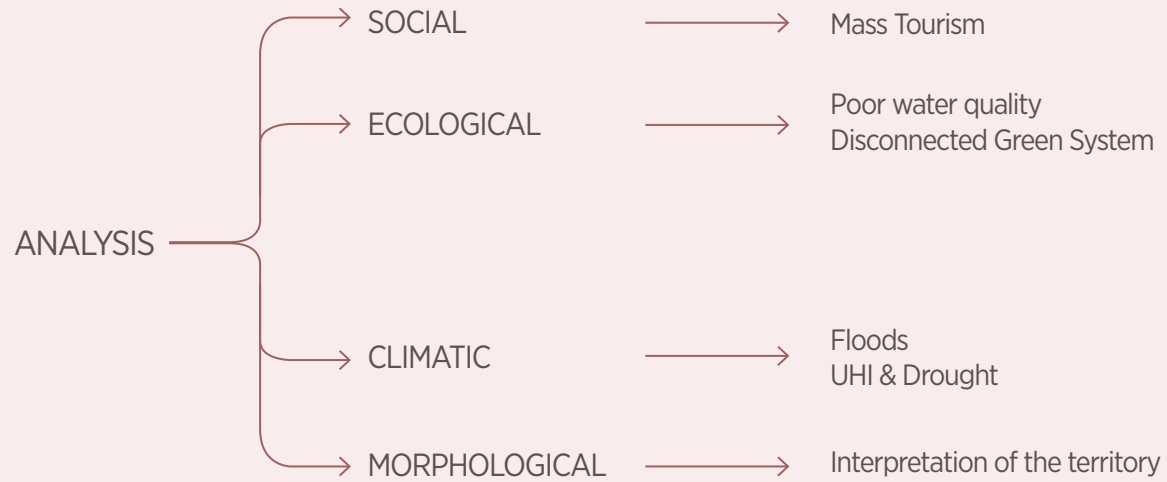 ANALYSIS
SOCIAL
Mass Tourism
ECOLOGICAL
Poor water quality
Disconnected Green System
CLIMATIC
Floods
UHI & Drought
MORPHOLOGICAL
Interpretation of the territory